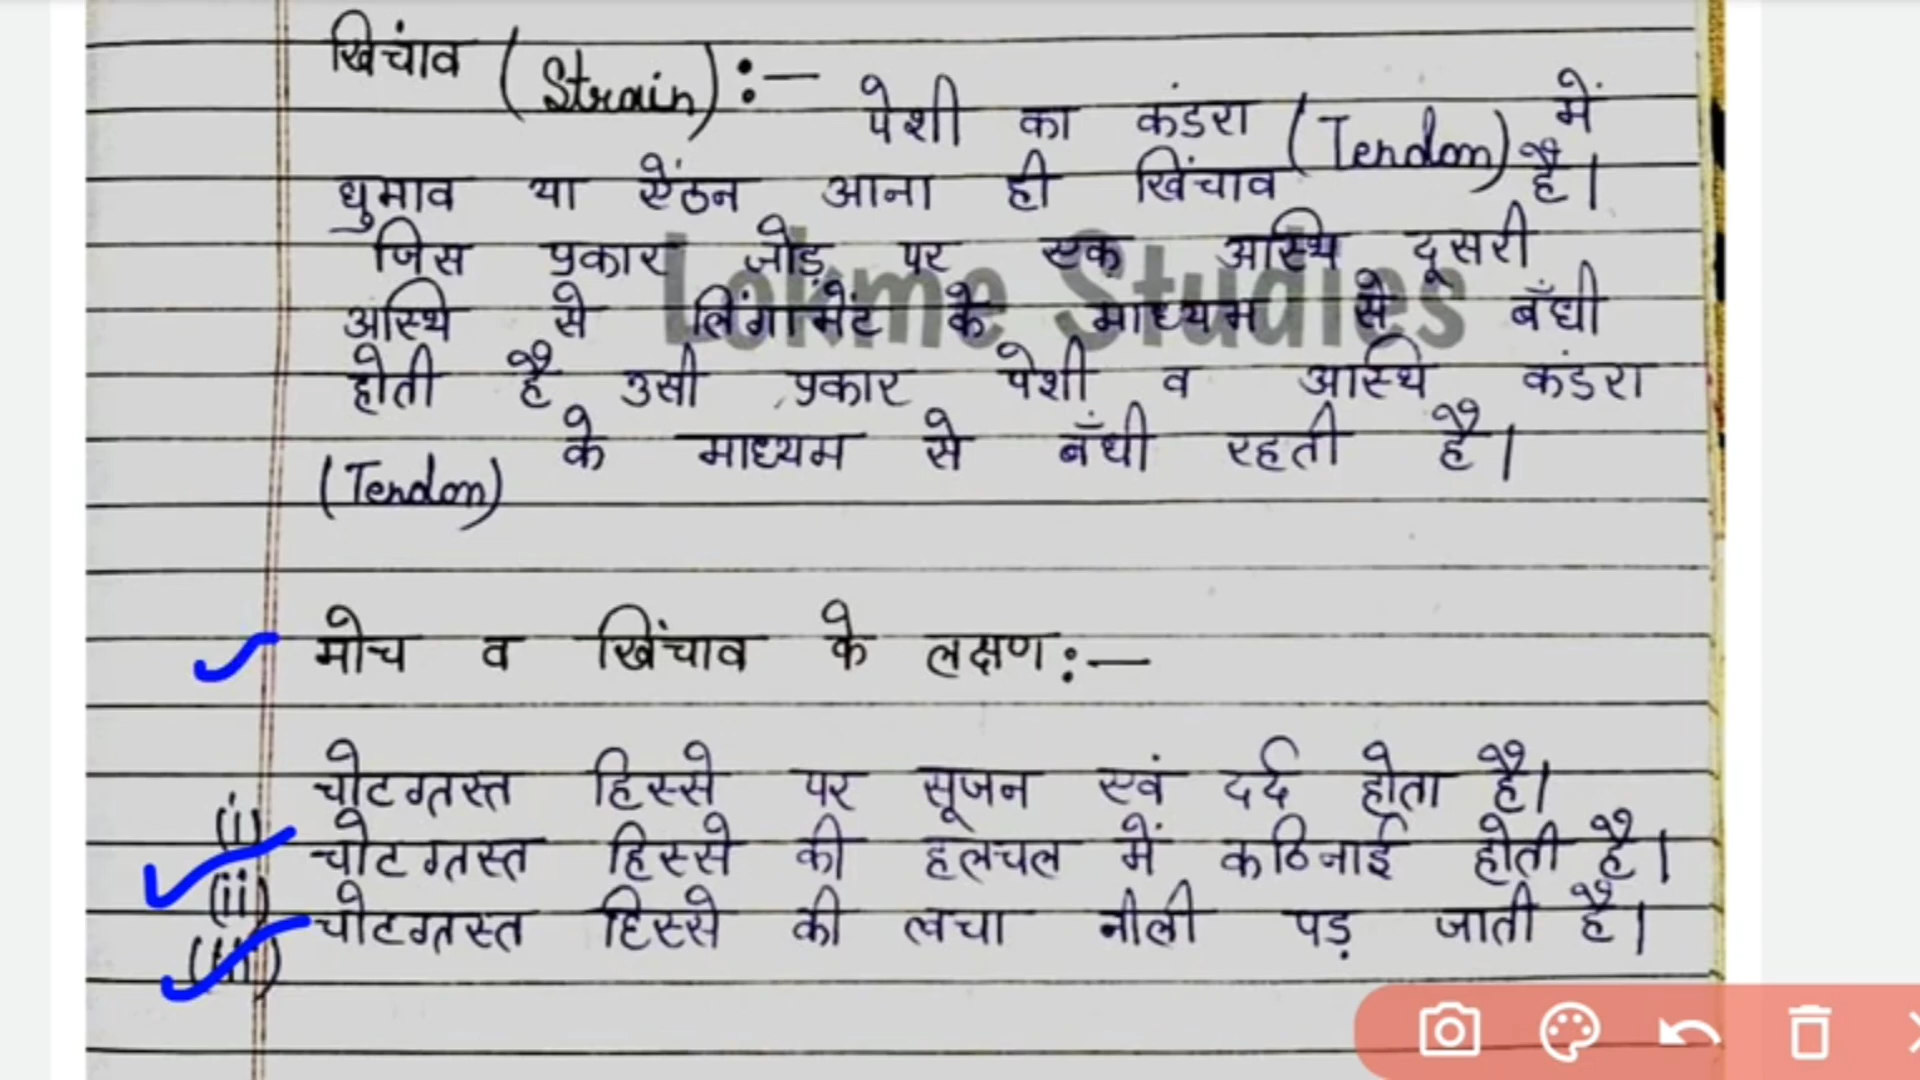 खिचांव (Strain) :—
पेशी का कंडरा (Tendon) में
घुमाव या ऐंठन आना ही खिंचाव है।
जिस प्रकार जोड़ पर एक अस्थि दूसरी
अस्थि से लिंगामेंट के माध्यम से बँधी
होती है उसी प्रकार पेशी व अस्थि कंडरा
(Tendon) के माध्यम से बँधी रहती है।
Lokme Studies
मोच व खिंचाव के लक्षण :—
(i) चोटग्रस्त हिस्से पर सूजन एवं दर्द होता है।
(ii) चोटग्रस्त हिस्से की हलचल में कठिनाई होती है।
(iii) चोटग्रस्त हिस्से की त्वचा नीली पड़ जाती है।